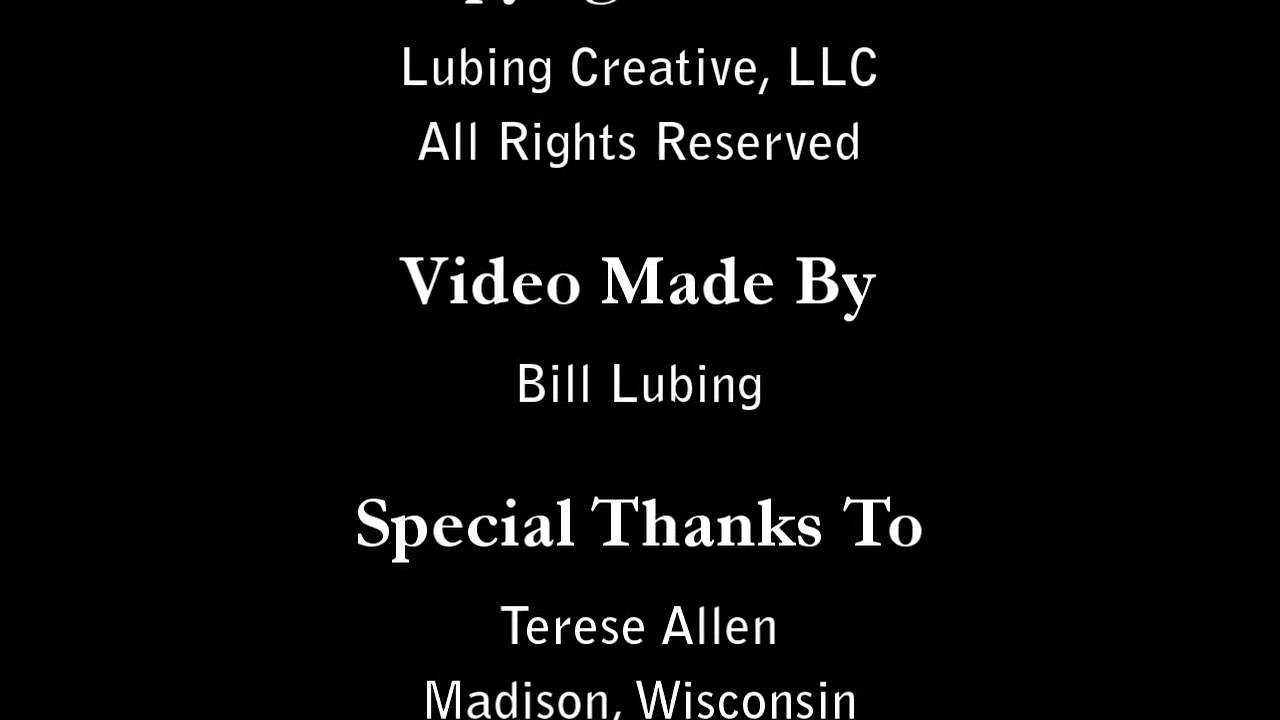 Lubing Creative, LLC
All Rights Reserved
Video Made By
Bill Lubing
Special Thanks To
Terese Allen
Madison, Wisconsin